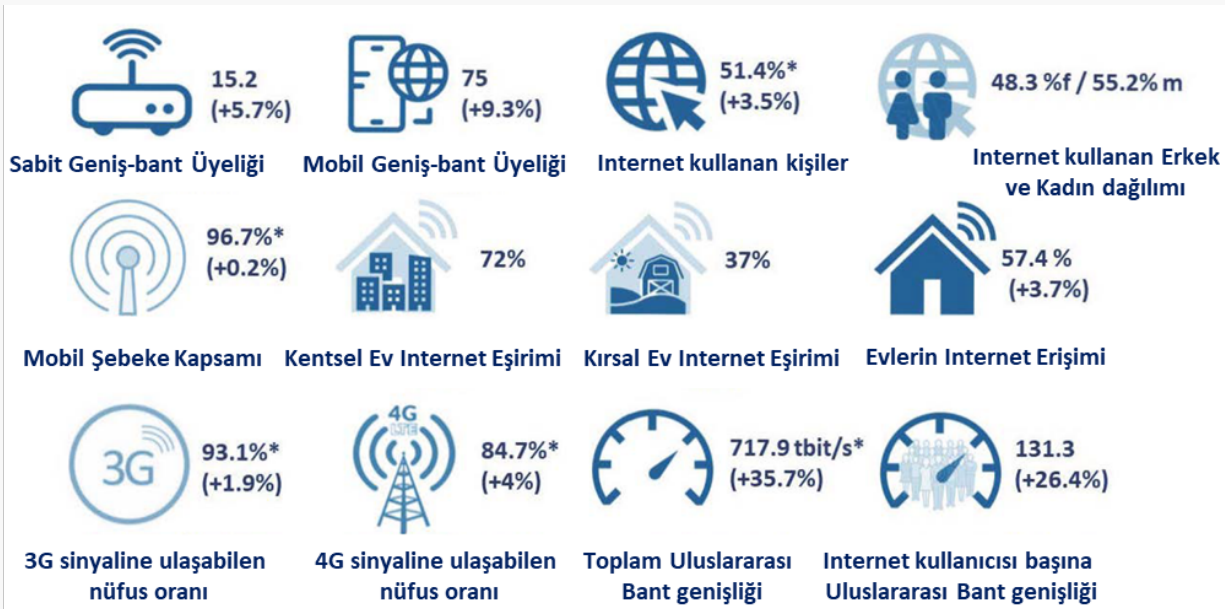 15.2
(+5.7%)
Sabit Geniş-bant Üyeliği
75
(+9.3%)
Mobil Geniş-bant Üyeliği
51.4%*
(+3.5%)
Internet kullanan kişiler
48.3 %f / 55.2% m
Internet kullanan Erkek
ve Kadın dağılımı
96.7%*
(+0.2%)
Mobil Şebeke Kapsamı
72%
Kentsel Ev Internet Eşirimi
37%
Kırsal Ev Internet Eşirimi
57.4 %
(+3.7%)
Evlerin Internet Erişimi
3G
93.1%*
(+1.9%)
3G sinyaline ulaşabilen
nüfus oranı
4G
LTE
84.7%*
(+4%)
4G sinyaline ulaşabilen
nüfus oranı
717.9 tbit/s*
(+35.7%)
Toplam Uluslararası
Bant genişliği
131.3
(+26.4%)
Internet kullanıcısı başına
Uluslararası Bant genişliği